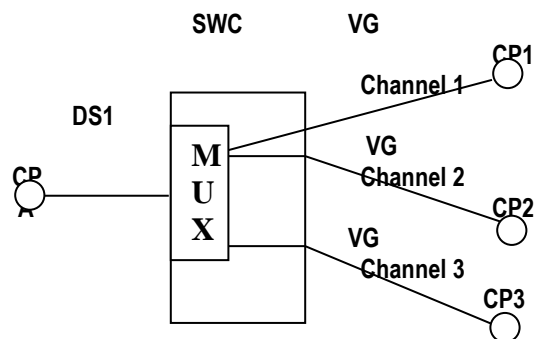 SWC VG
CP1
Channel 1
DS1
VG
M
CP
Channel 2
U
A
CP2
X
VG
Channel 3
CP3